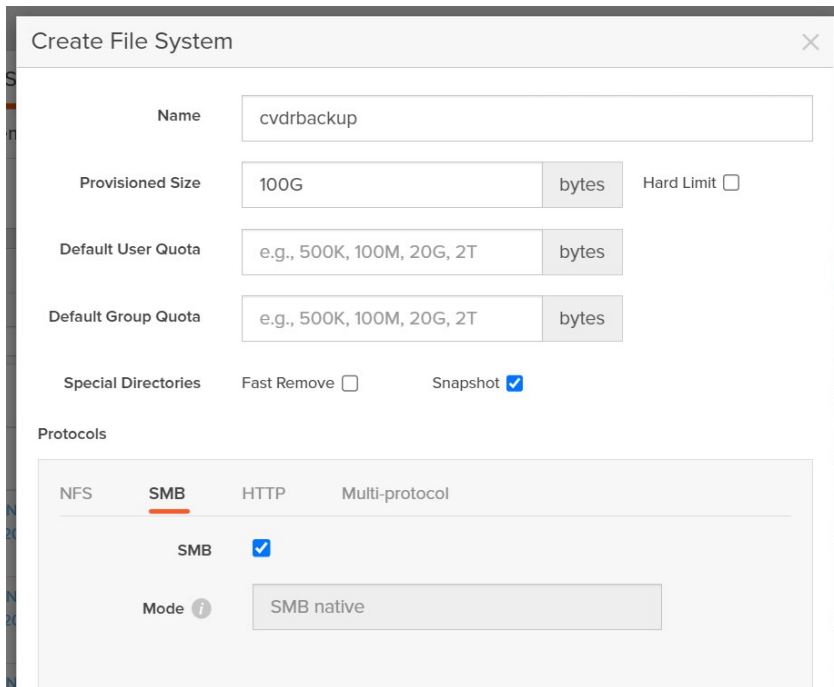 Create File System
Name
cvdrbackup
Provisioned Size
100G
bytes
Hard Limit
Default User Quota
e.g., 500K, 100M, 20G, 2T
bytes
Default Group Quota
e.g., 500K, 100M, 20G, 2T
bytes
Special Directories
Fast Remove
Snapshot
Protocols
NFS SMB HTTP Multi-protocol
SMB
Mode
SMB native